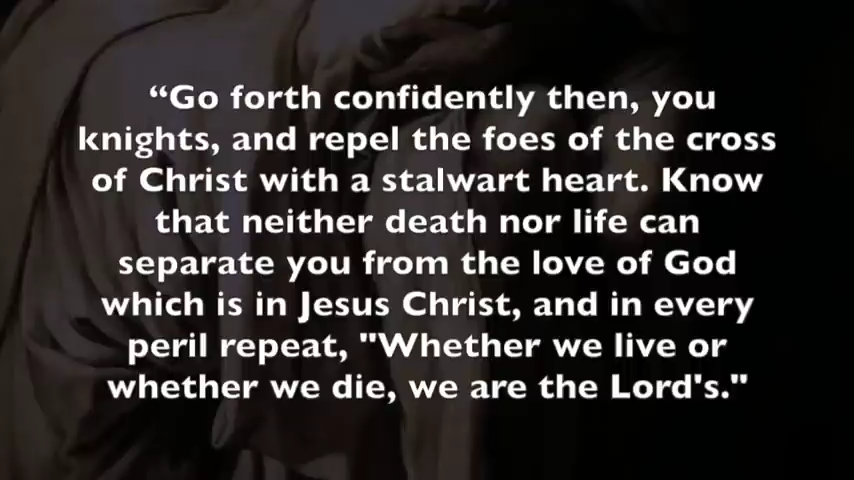 “Go forth confidently then, you
knights, and repel the foes of the cross
of Christ with a stalwart heart. Know
that neither death nor life can
separate you from the love of God
which is in Jesus Christ, and in every
peril repeat, "Whether we live or
whether we die, we are the Lord's."